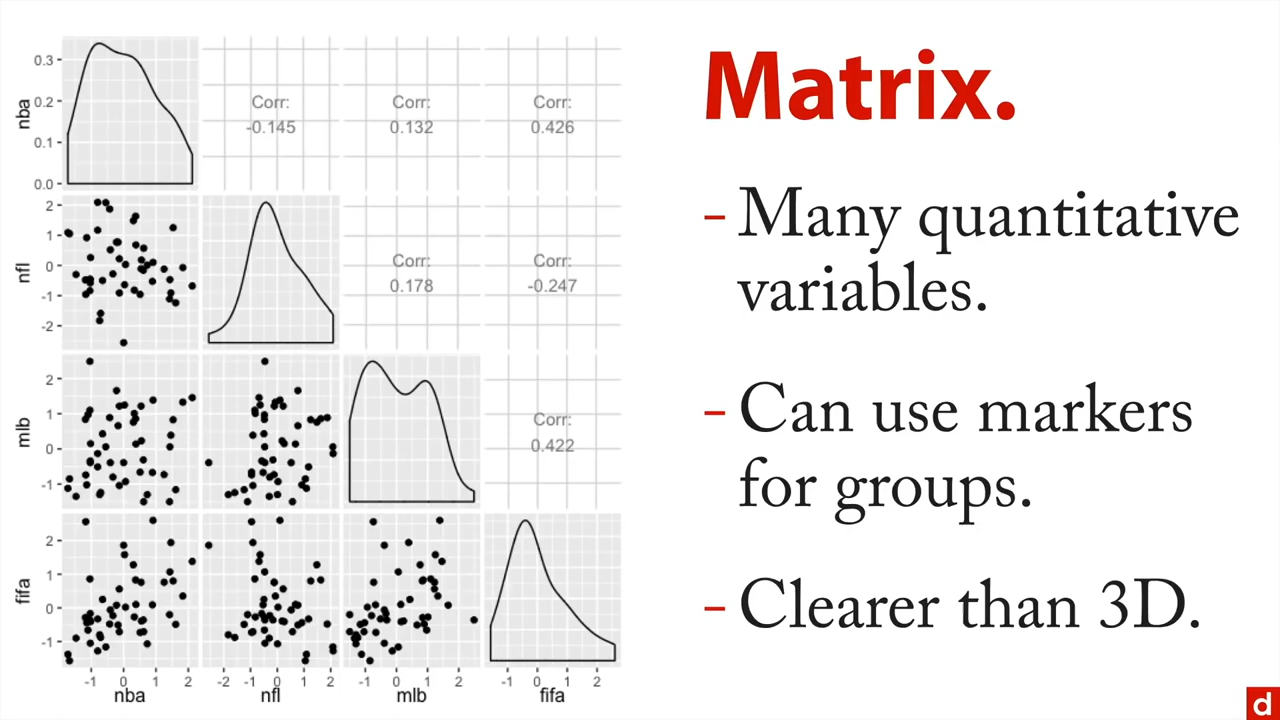 Matrix.
- Many quantitative
variables.
- Can use markers
for groups.
- Clearer than 3D.
nba
0.3
0.2
0.1
0.0
Corr:
-0.145
Corr:
0.132
Corr:
0.426
nfl
2
1
0
-1
-2
Corr:
0.178
Corr:
-0.247
mlb
2
1
0
-1
Corr:
0.422
fifa
2
1
0
-1
-1 0 1 2
-2 -1 0 1 2
-1 0 1 2
-1 0 1 2
nba
nfl
mlb
fifa
d